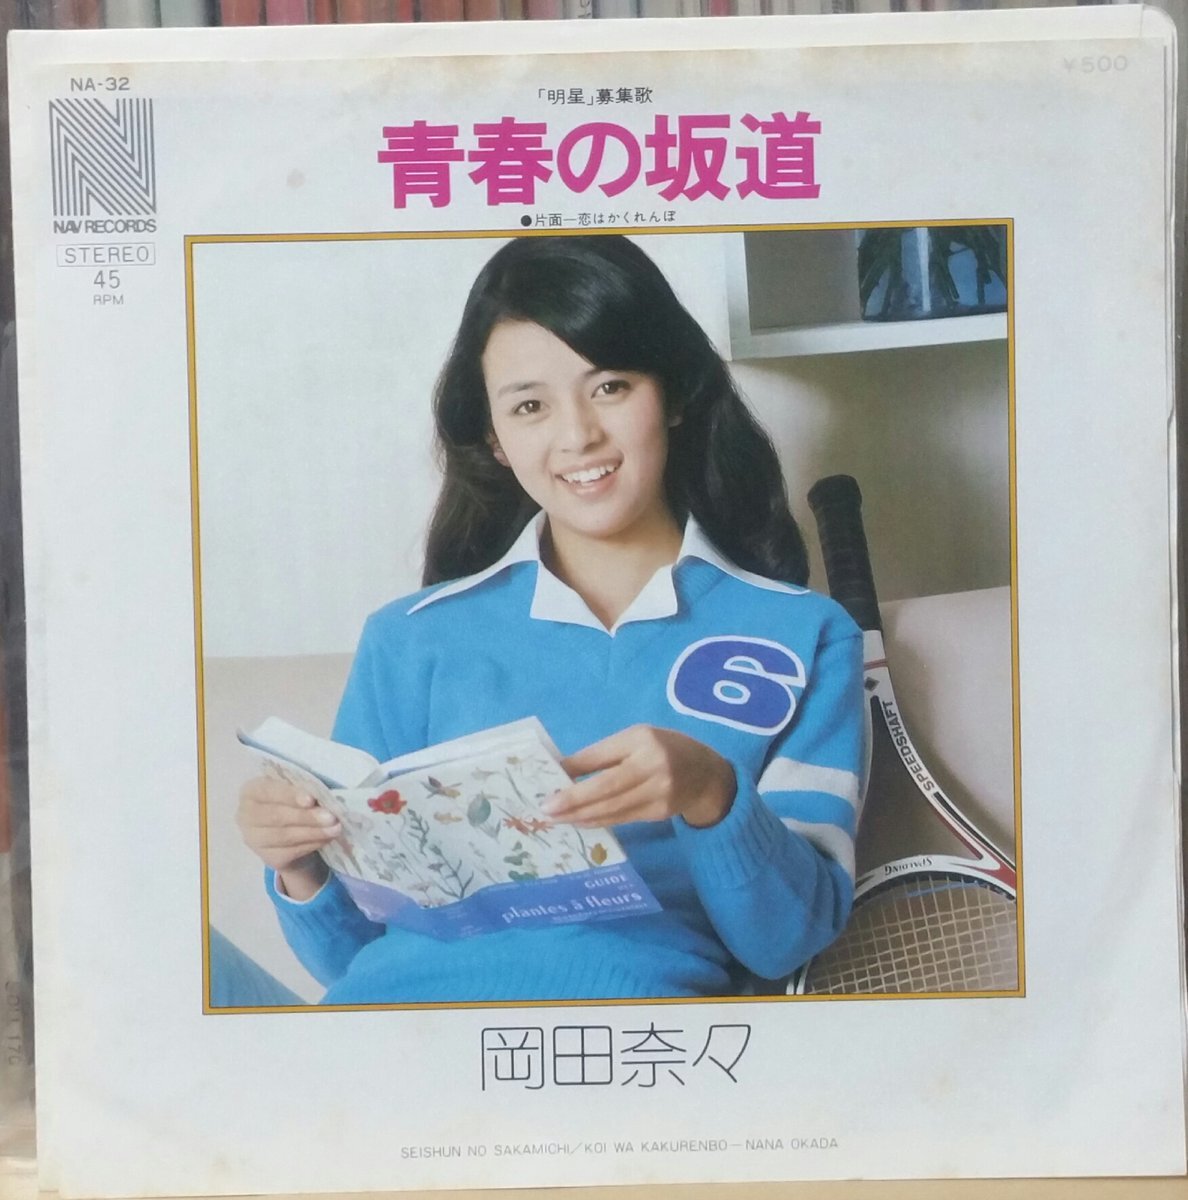 NA-32
¥500
「明星」募集歌
青春の坂道
●片面—恋はかくれんぼ
N
NAV RECORDS
STEREO
45
RPM
6
SPEEDSHAFT
SPALDING
GUIDE
plantes à fleurs
岡田奈々
SEISHUN NO SAKAMICHI／KOI WA KAKURENBO—NANA OKADA